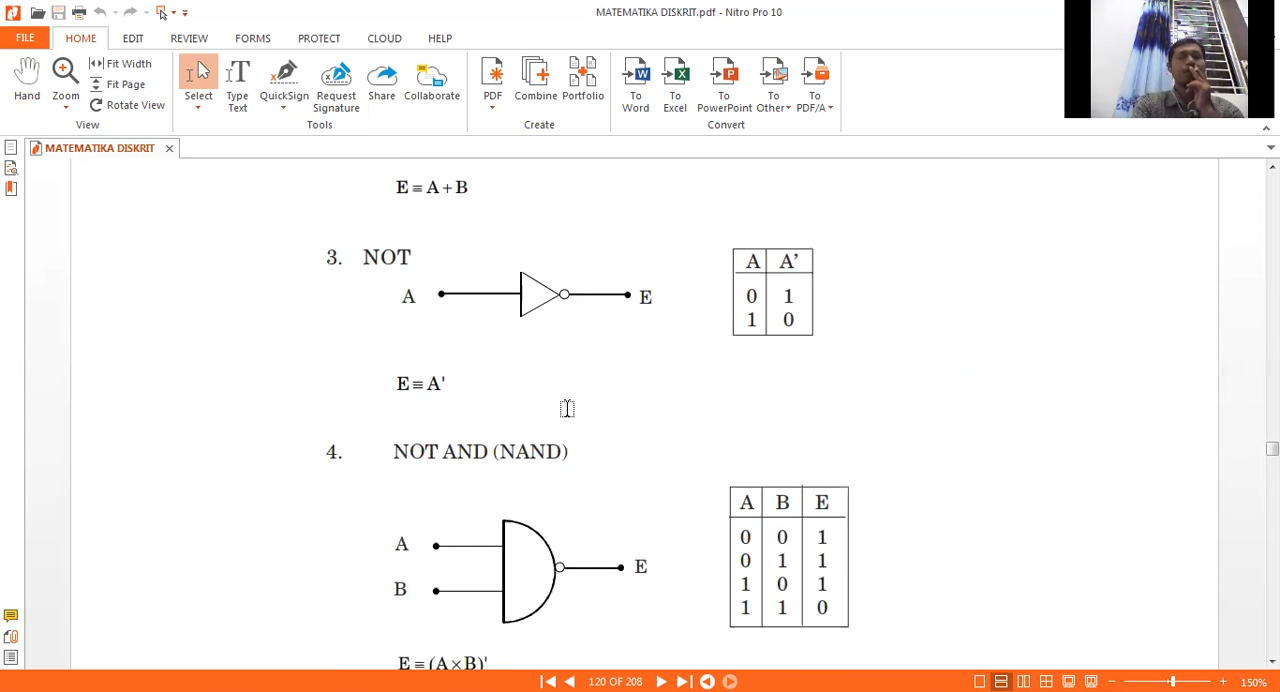 MATEMATIKA DISKRIT.pdf - Nitro Pro 10
FILE HOME EDIT REVIEW FORMS PROTECT CLOUD HELP
Hand
Zoom
Fit Width
Fit Page
Rotate View
View
Select
Type Text
QuickSign
Request Signature
Share
Collaborate
Tools
PDF
Combine
Portfolio
Create
To Word
To Excel
To PowerPoint
To Other
To PDF/A
Convert
MATEMATIKA DISKRIT
E ≡ A + B
3. NOT
A E
A A’
0 1
1 0
E ≡ A'
4. NOT AND (NAND)
A
B
E
A B E
0 0 1
0 1 1
1 0 1
1 1 0
E ≡ (A×B)'
120 OF 208
150%